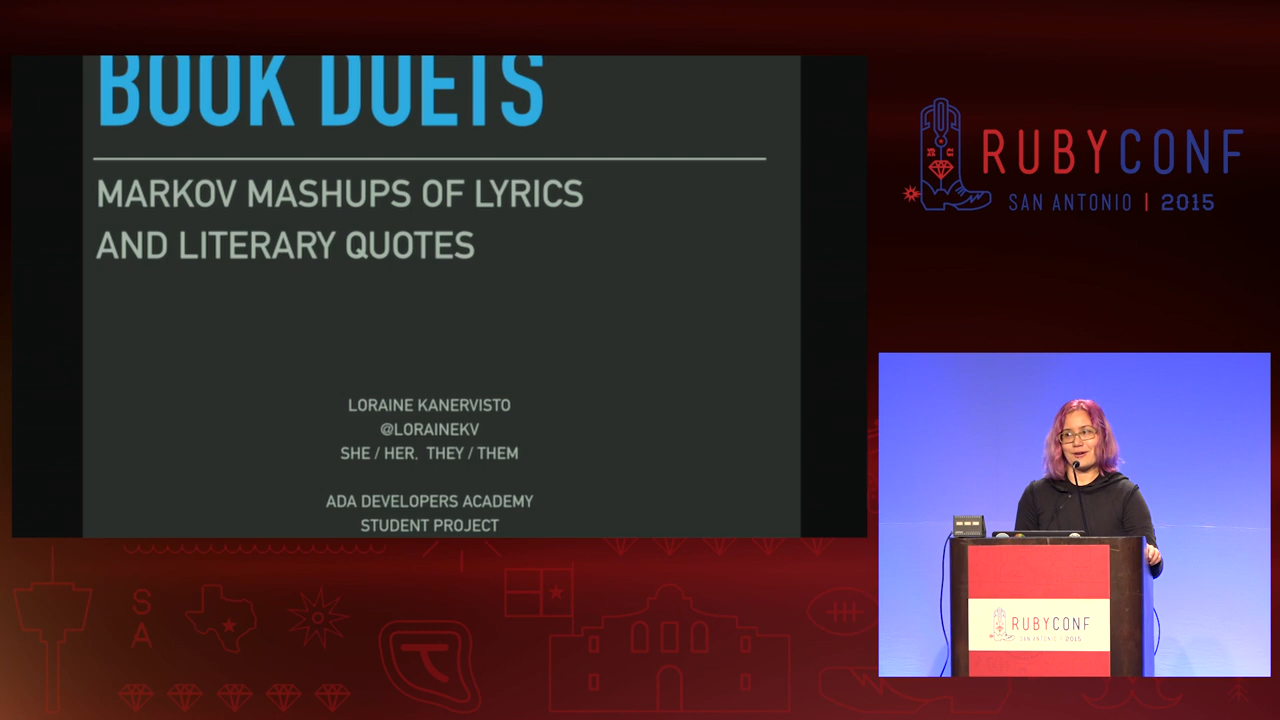 BOOK DUETS
MARKOV MASHUPS OF LYRICS
AND LITERARY QUOTES
LORAINE KANERVISTO
@LORAINEKV
SHE / HER, THEY / THEM
ADA DEVELOPERS ACADEMY
STUDENT PROJECT
RC
RUBYCONF
SAN ANTONIO | 2015
RUBYCONF
SAN ANTONIO | 2015
S
A